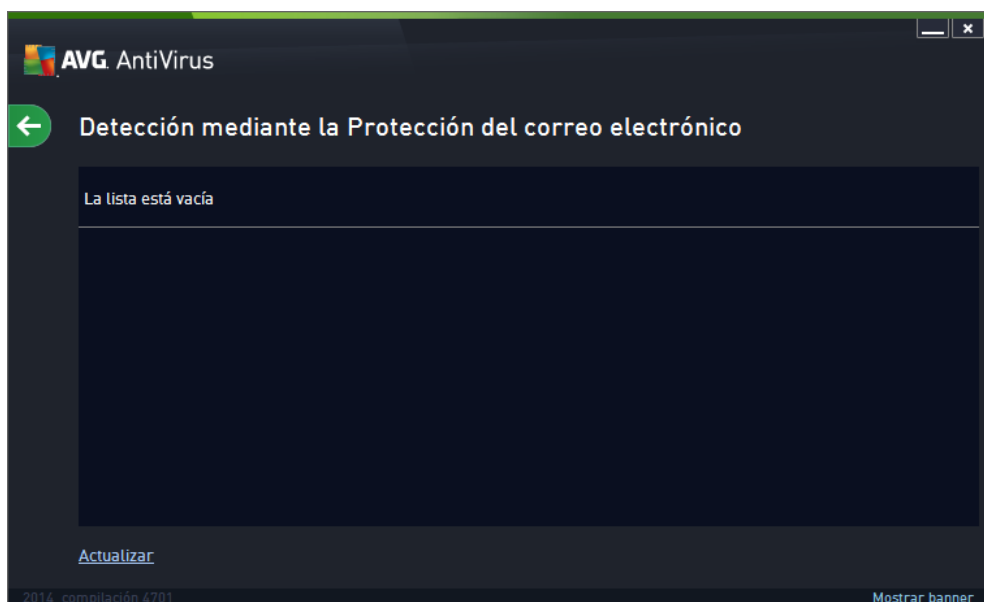 AVG. AntiVirus
Detección mediante la Protección del correo electrónico
La lista está vacía
Actualizar
2014 compilación 4701
Mostrar banner